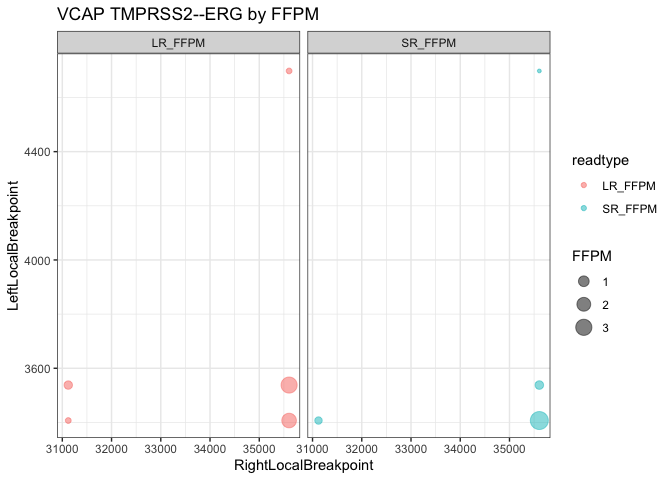 VCAP TMPRSS2--ERG by FFPM
LR_FFPM
SR_FFPM
4400
4000
3600
LeftLocalBreakpoint
31000 32000 33000 34000 35000
31000 32000 33000 34000 35000
RightLocalBreakpoint
readtype
LR_FFPM
SR_FFPM
FFPM
1
2
3